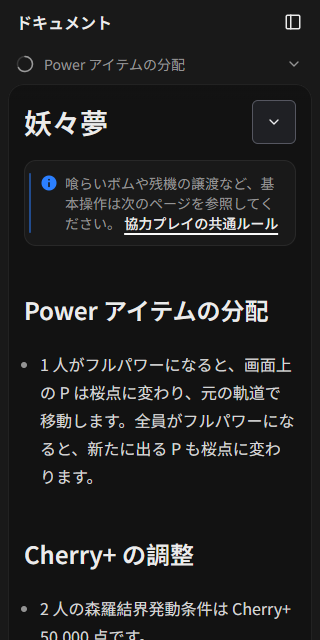 ドキュメント
Power アイテムの分配
妖々夢
喰らいボムや残機の譲渡など、基
本操作は次のページを参照してく
ださい。 協力プレイの共通ルール
Power アイテムの分配
1 人がフルパワーになると、画面上
の P は桜点に変わり、元の軌道で
移動します。全員がフルパワーにな
ると、新たに出る P も桜点に変わ
ります。
Cherry+ の調整
2 人の森羅結界発動条件は Cherry+
50,000 点です。